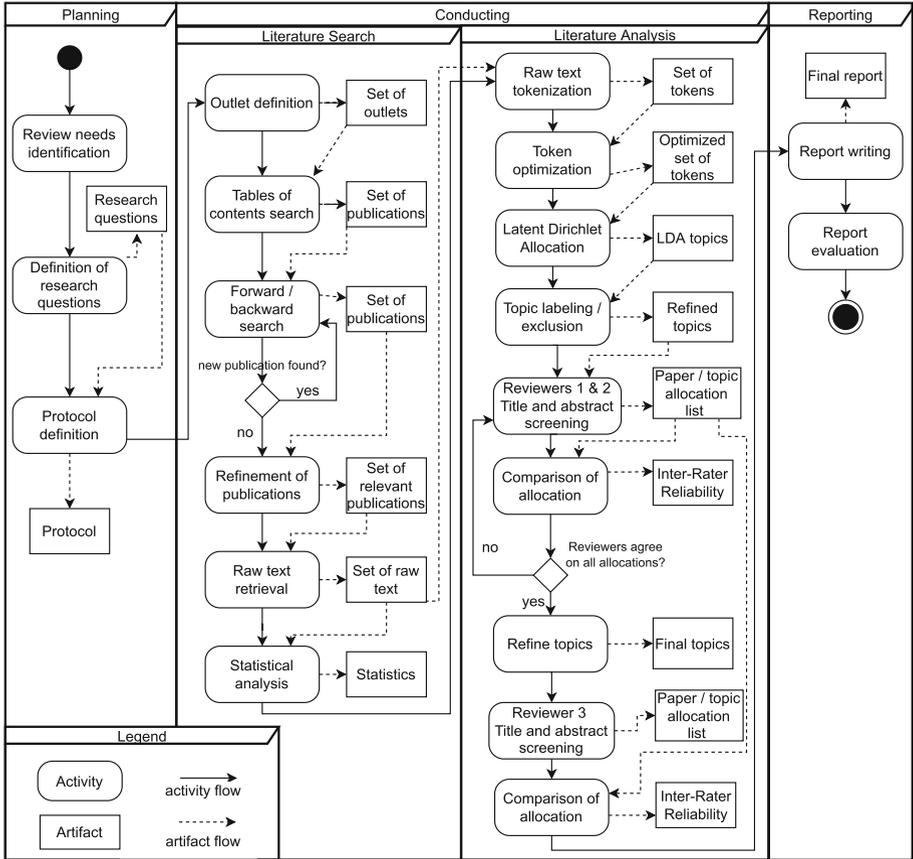 Planning
Conducting
Reporting
Literature Search
Literature Analysis
Review needs
identification
Research
questions
Definition of
research
questions
Protocol
definition
Protocol
Outlet definition
Set of
outlets
Tables of
contents search
Set of
publications
Forward /
backward
search
Set of
publications
new publication found?
yes
no
Refinement of
publications
Set of
relevant
publications
Raw text
retrieval
Set of raw
text
Statistical
analysis
Statistics
Raw text
tokenization
Set of
tokens
Token
optimization
Optimized
set of
tokens
Latent Dirichlet
Allocation
LDA topics
Topic labeling /
exclusion
Refined
topics
Reviewers 1 & 2
Title and abstract
screening
Paper / topic
allocation
list
Comparison of
allocation
Inter-Rater
Reliability
no
Reviewers agree
on all allocations?
yes
Refine topics
Final topics
Reviewer 3
Title and abstract
screening
Paper / topic
allocation
list
Comparison of
allocation
Inter-Rater
Reliability
Final report
Report writing
Report
evaluation
Legend
Activity
activity flow
Artifact
artifact flow